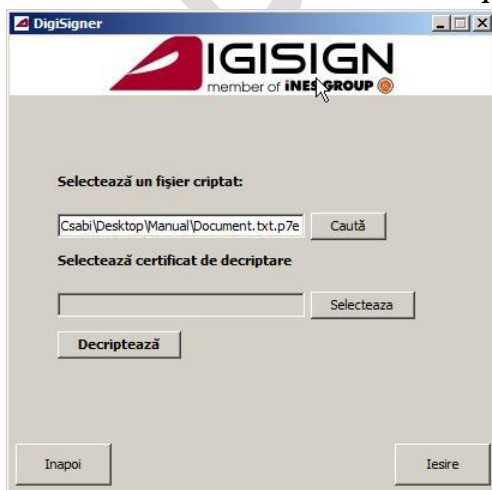 DigiSigner
IGISIGN
member of iNES GROUP
Selectează un fişier criptat:
Csabi\Desktop\Manual\Document.txt.p7e
Caută
Selectează certificat de decriptare
Selecteaza
Decriptează
Inapoi
Iesire